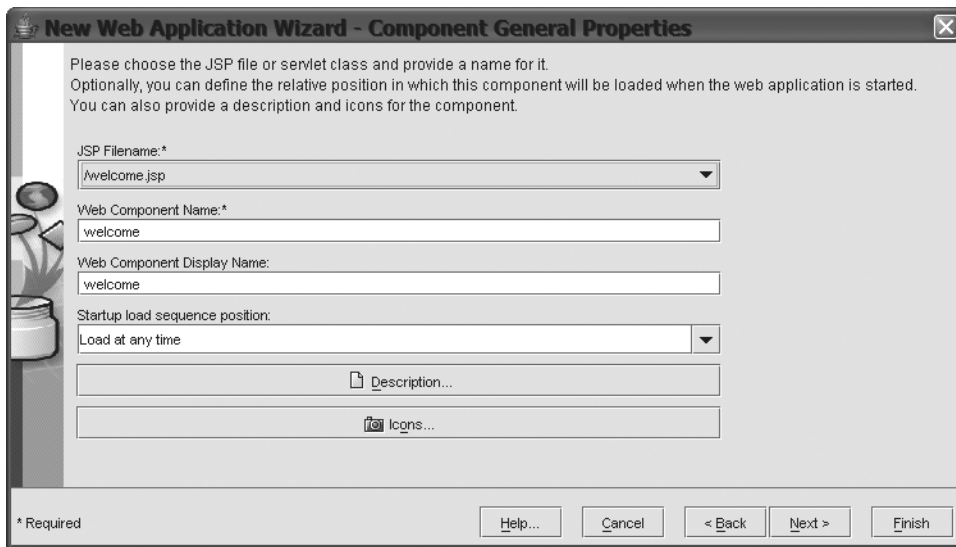 New Web Application Wizard - Component General Properties
Please choose the JSP file or servlet class and provide a name for it.
Optionally, you can define the relative position in which this component will be loaded when the web application is started.
You can also provide a description and icons for the component.
JSP Filename:*
/welcome.jsp
Web Component Name:*
welcome
Web Component Display Name:
welcome
Startup load sequence position:
Load at any time
Description...
Icons...
* Required
Help...
Cancel
< Back
Next >
Finish